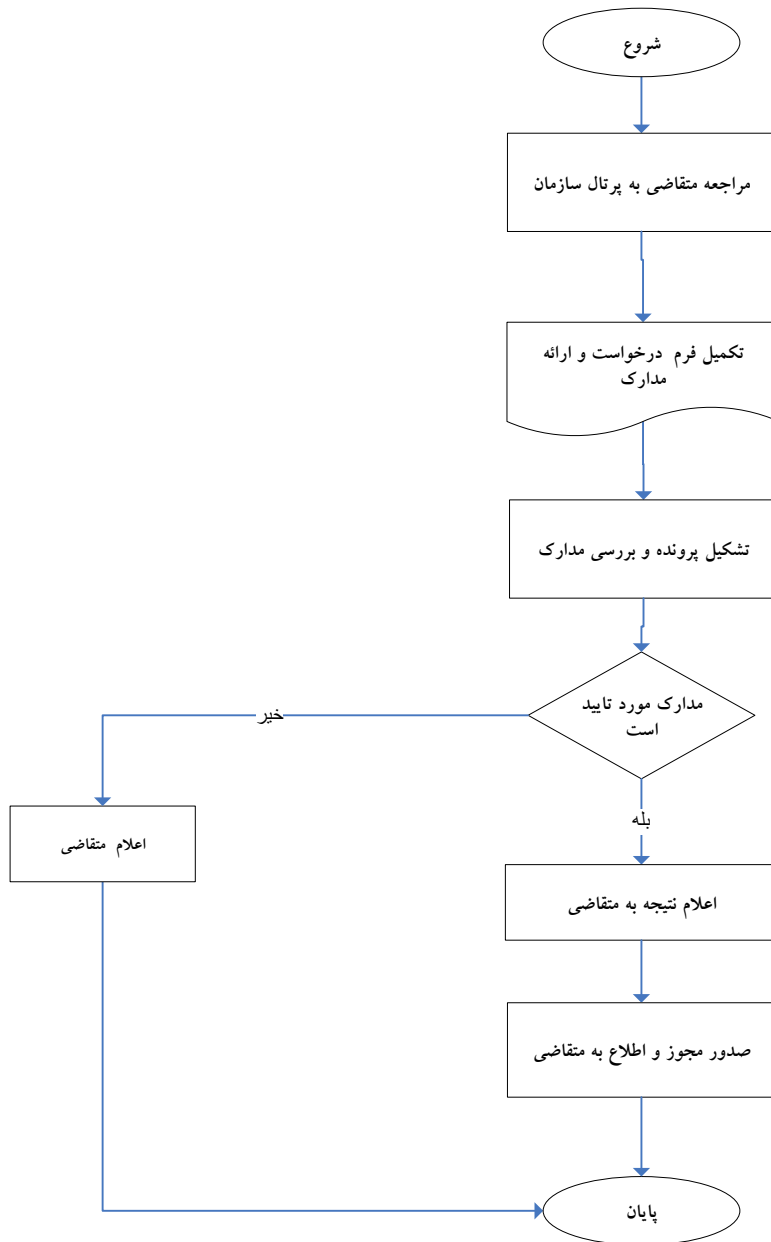 شروع
مراجعه متقاضی به پرتال سازمان
تکمیل فرم درخواست و ارائه
مدارک
تشکیل پرونده و بررسی مدارک
مدارک مورد تایید
است
خیر
بله
اعلام متقاضی
اعلام نتیجه به متقاضی
صدور مجوز و اطلاع به متقاضی
پایان